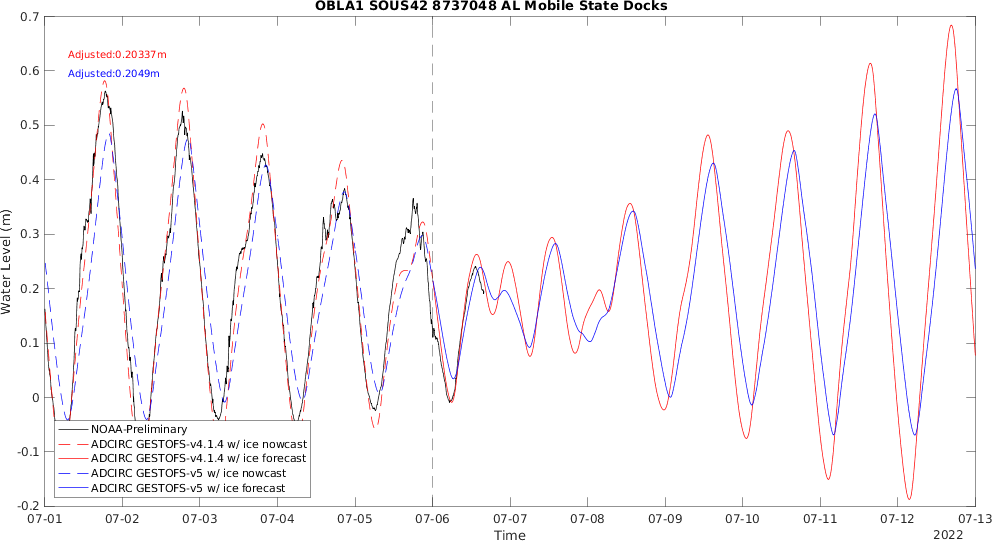 OBLA1 SOUS42 8737048 AL Mobile State Docks
Adjusted:0.20337m
Adjusted:0.2049m
Water Level (m)
0.7
0.6
0.5
0.4
0.3
0.2
0.1
0
-0.1
-0.2
NOAA-Preliminary
ADCIRC GESTOFS-v4.1.4 w/ ice nowcast
ADCIRC GESTOFS-v4.1.4 w/ ice forecast
ADCIRC GESTOFS-v5 w/ ice nowcast
ADCIRC GESTOFS-v5 w/ ice forecast
07-01 07-02 07-03 07-04 07-05 07-06 07-07 07-08 07-09 07-10 07-11 07-12 07-13
Time
2022